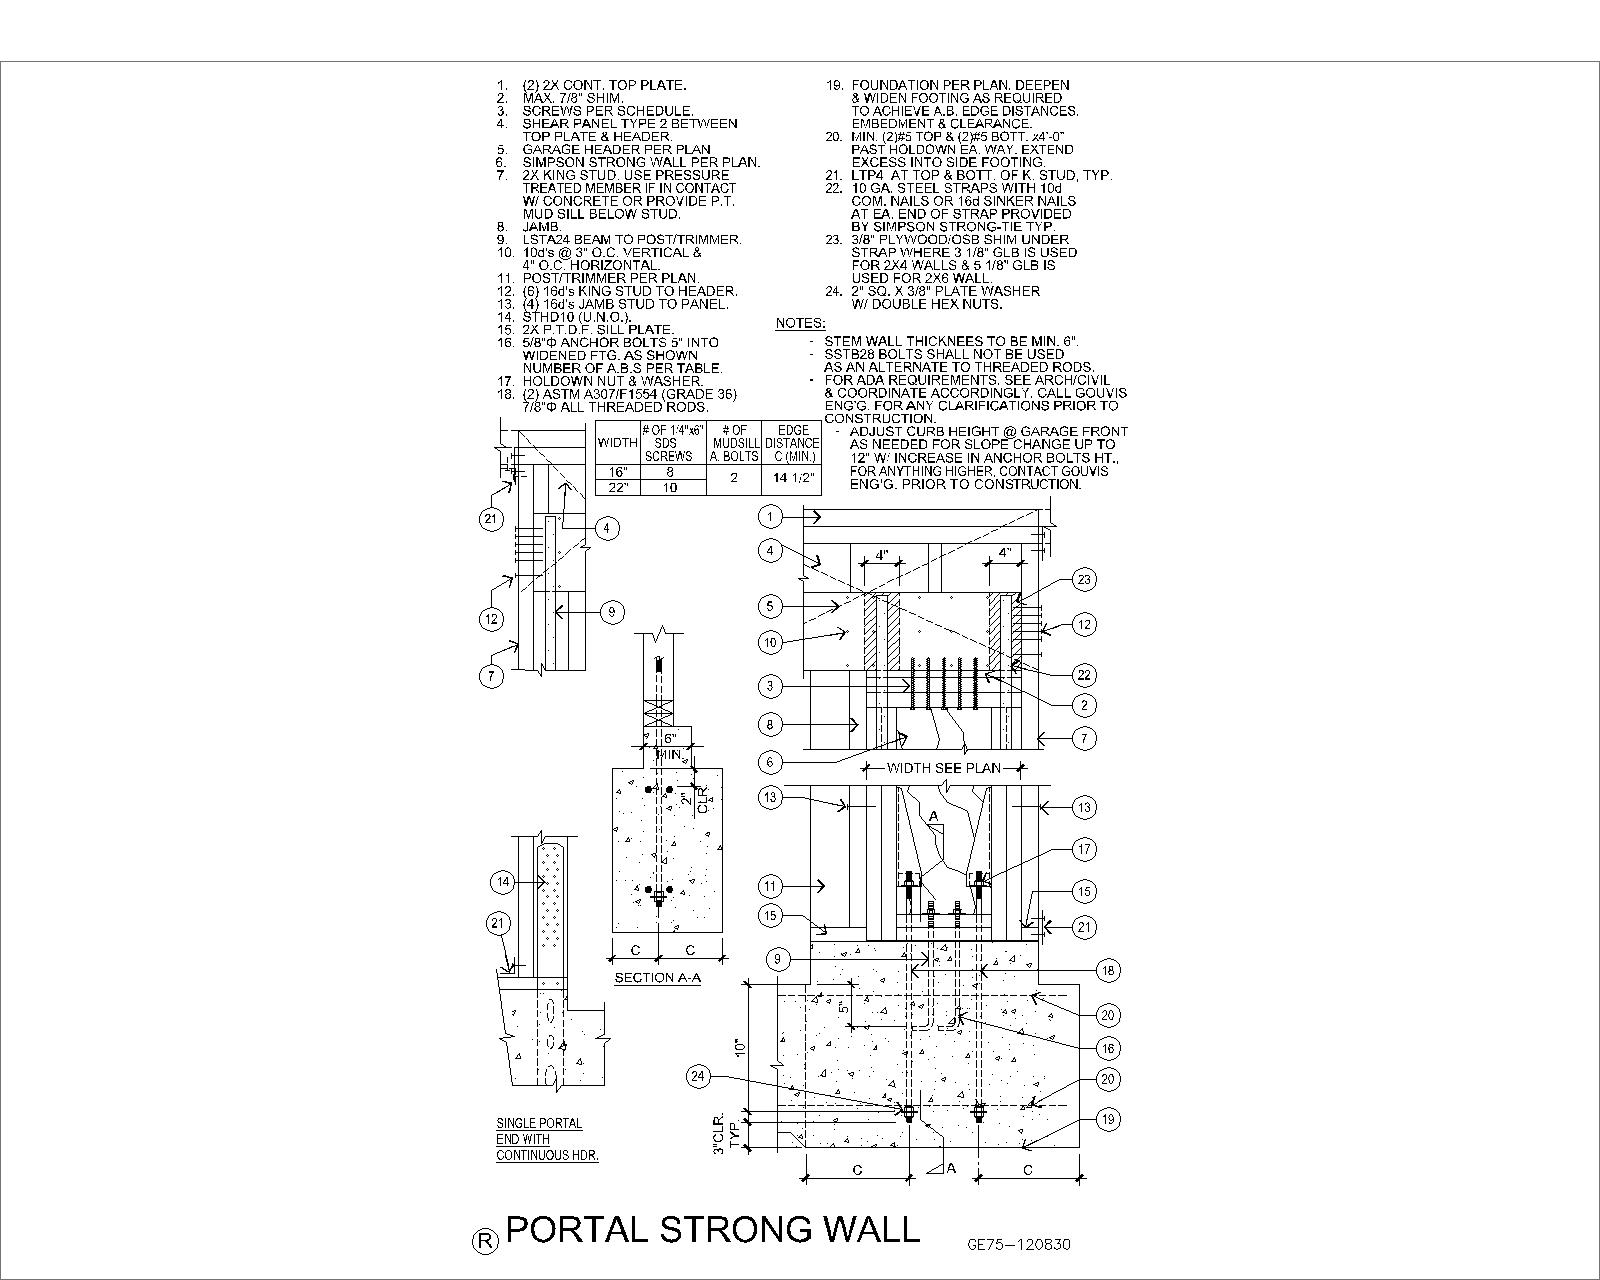 1. (2) 2X CONT. TOP PLATE.
2. MAX. 7/8" SHIM.
3. SCREWS PER SCHEDULE.
4. SHEAR PANEL TYPE 2 BETWEEN
TOP PLATE & HEADER.
5. GARAGE HEADER PER PLAN
6. SIMPSON STRONG WALL PER PLAN.
7. 2X KING STUD. USE PRESSURE
TREATED MEMBER IF IN CONTACT
W/ CONCRETE OR PROVIDE P.T.
MUD SILL BELOW STUD.
8. JAMB.
9. LSTA24 BEAM TO POST/TRIMMER.
10. 10d's @ 3" O.C. VERTICAL &
4" O.C. HORIZONTAL.
11. POST/TRIMMER PER PLAN.
12. (6) 16d's KING STUD TO HEADER.
13. (4) 16d's JAMB STUD TO PANEL.
14. STHD10 (U.N.O.).
15. 2X P.T.D.F. SILL PLATE.
16. 5/8"Φ ANCHOR BOLTS 5" INTO
WIDENED FTG. AS SHOWN
NUMBER OF A.B.S PER TABLE.
17. HOLDOWN NUT & WASHER.
18. (2) ASTM A307/F1554 (GRADE 36)
7/8"Φ ALL THREADED RODS.
19. FOUNDATION PER PLAN. DEEPEN
& WIDEN FOOTING AS REQUIRED
TO ACHIEVE A.B. EDGE DISTANCES.
EMBEDMENT & CLEARANCE.
20. MIN. (2)#5 TOP & (2)#5 BOTT. x4'-0"
PAST HOLDOWN EA. WAY. EXTEND
EXCESS INTO SIDE FOOTING.
21. LTP4 AT TOP & BOTT. OF K. STUD, TYP.
22. 10 GA. STEEL STRAPS WITH 10d
COM. NAILS OR 16d SINKER NAILS
AT EA. END OF STRAP PROVIDED
BY SIMPSON STRONG-TIE TYP.
23. 3/8" PLYWOOD/OSB SHIM UNDER
STRAP WHERE 3 1/8" GLB IS USED
FOR 2X4 WALLS & 5 1/8" GLB IS
USED FOR 2X6 WALL.
24. 2" SQ. X 3/8" PLATE WASHER
W/ DOUBLE HEX NUTS.
NOTES:
- STEM WALL THICKNEES TO BE MIN. 6".
- SSTB28 BOLTS SHALL NOT BE USED
AS AN ALTERNATE TO THREADED RODS.
- FOR ADA REQUIREMENTS. SEE ARCH/CIVIL
& COORDINATE ACCORDINGLY. CALL GOUVIS
ENG'G. FOR ANY CLARIFICATIONS PRIOR TO
CONSTRUCTION.
- ADJUST CURB HEIGHT @ GARAGE FRONT
AS NEEDED FOR SLOPE CHANGE UP TO
12" W/ INCREASE IN ANCHOR BOLTS HT.,
FOR ANYTHING HIGHER, CONTACT GOUVIS
ENG'G. PRIOR TO CONSTRUCTION.
WIDTH # OF 1/4"x6" SDS SCREWS # OF MUDSILL A. BOLTS EDGE DISTANCE C (MIN.)
16" 8 2 14 1/2"
22" 10
21
4
12
9
7
6"
MIN.
2"
CLR.
C C
SECTION A-A
14
21
SINGLE PORTAL
END WITH
CONTINUOUS HDR.
1
4
4" 4"
23
5
12
10
22
3
2
8
7
6
WIDTH SEE PLAN
13
13
A
17
11
15
15
21
9
18
5"
20
16
10"
24
20
19
3"CLR.
TYP.
C
A
C
R PORTAL STRONG WALL
GE75-120830